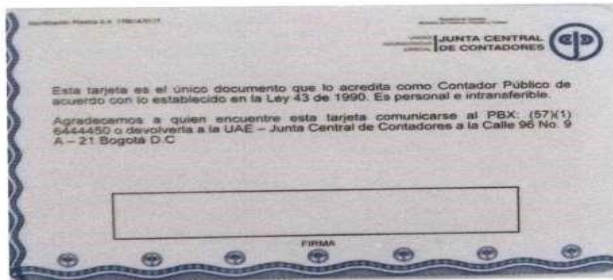 JUNTA CENTRAL
DE CONTADORES
Esta tarjeta es el único documento que lo acredita como Contador Público de
acuerdo con lo establecido en la Ley 43 de 1990. Es personal e intransferible.
Agradecemos a quien encuentre esta tarjeta comunicarse al PBX: (57)(1)
6444450 o devolverla a la UAE – Junta Central de Contadores a la Calle 96 No. 9
A – 21 Bogotá D.C
FIRMA